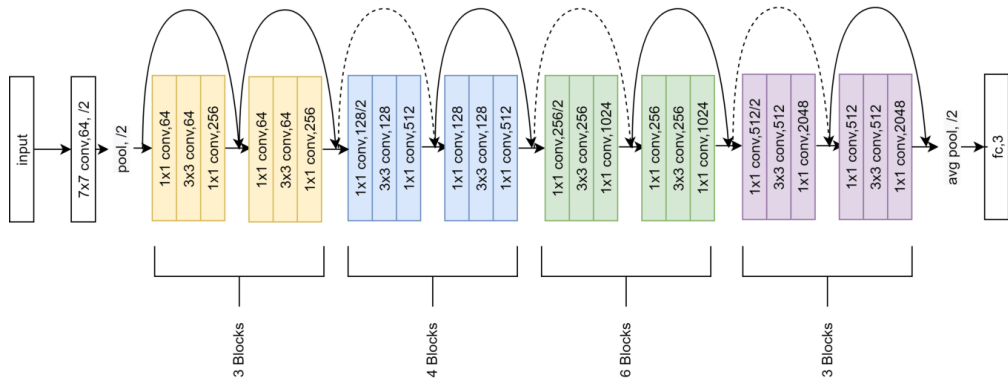 input
7x7 conv,64, /2
pool, /2
1x1 conv,64
3x3 conv,64
1x1 conv,256
1x1 conv,64
3x3 conv,64
1x1 conv,256
1x1 conv,128/2
3x3 conv,128
1x1 conv,512
1x1 conv,128
3x3 conv,128
1x1 conv,512
1x1 conv,256/2
3x3 conv,256
1x1 conv,1024
1x1 conv,256
3x3 conv,256
1x1 conv,1024
1x1 conv,512/2
3x3 conv,512
1x1 conv,2048
1x1 conv,512
3x3 conv,512
1x1 conv,2048
avg pool, /2
fc,3
3 Blocks
4 Blocks
6 Blocks
3 Blocks